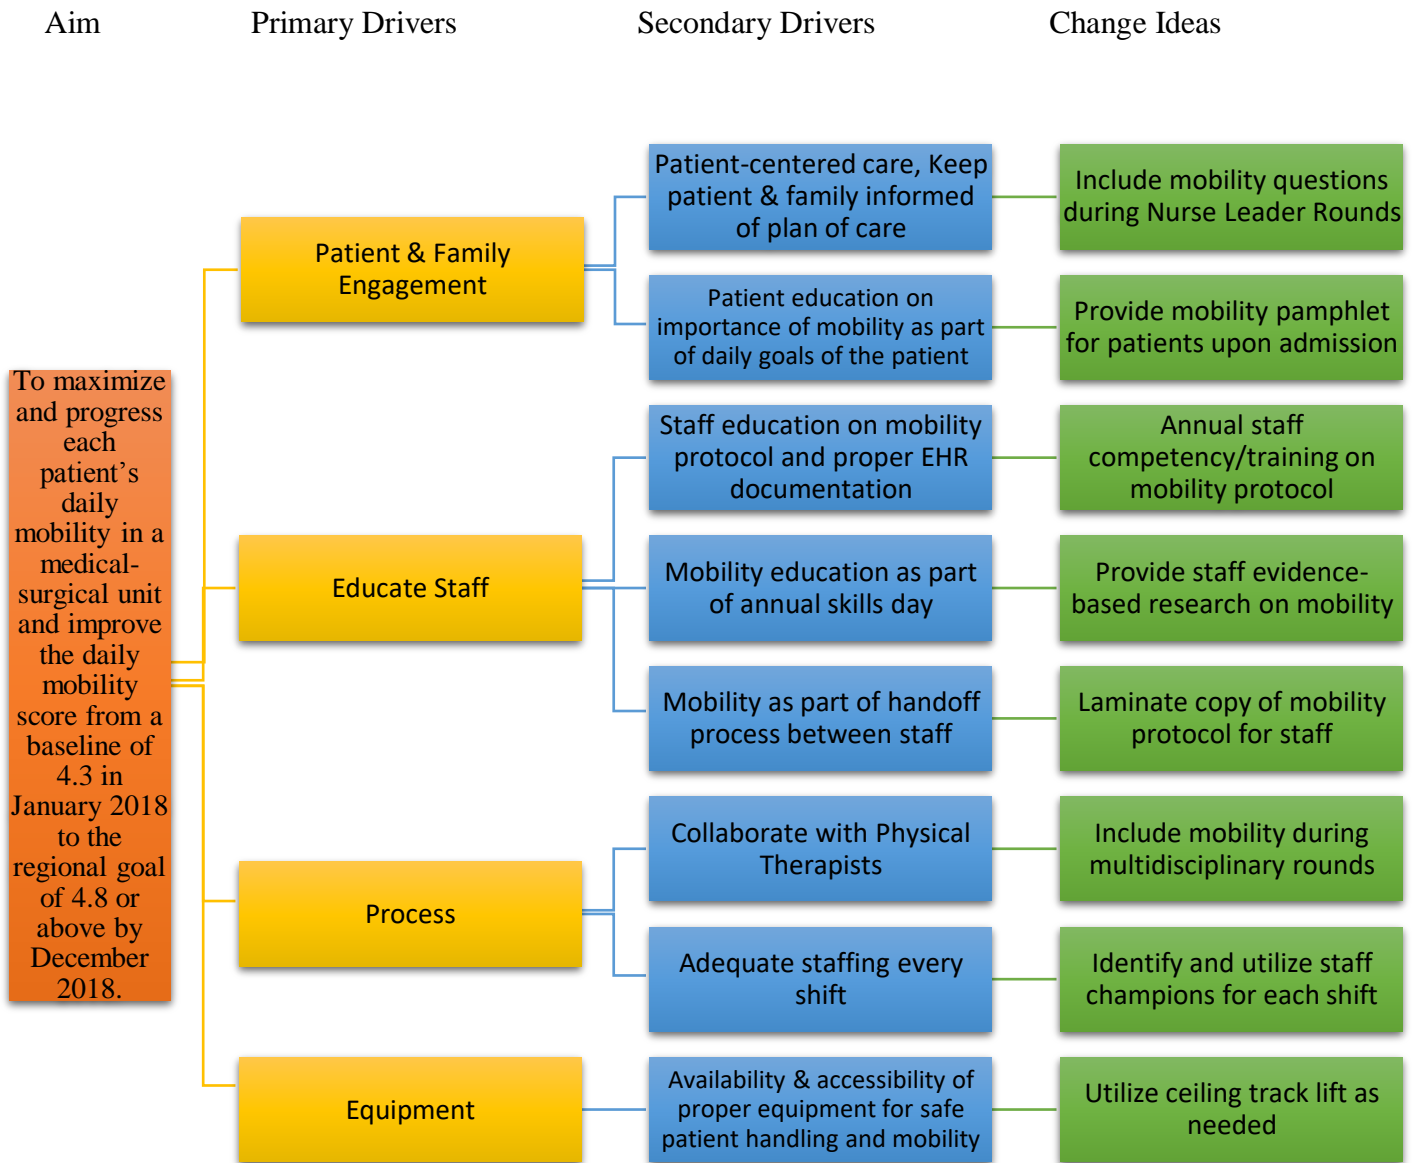 Aim
Primary Drivers
Secondary Drivers
Change Ideas
To maximize
and progress
each
patient’s
daily
mobility in a
medical-
surgical unit
and improve
the daily
mobility
score from a
baseline of
4.3 in
January 2018
to the
regional goal
of 4.8 or
above by
December
2018.
Patient & Family
Engagement
Patient-centered care, Keep
patient & family informed
of plan of care
Include mobility questions
during Nurse Leader Rounds
Patient education on
importance of mobility as part
of daily goals of the patient
Provide mobility pamphlet
for patients upon admission
Educate Staff
Staff education on mobility
protocol and proper EHR
documentation
Annual staff
competency/training on
mobility protocol
Mobility education as part
of annual skills day
Provide staff evidence-
based research on mobility
Mobility as part of handoff
process between staff
Laminate copy of mobility
protocol for staff
Process
Collaborate with Physical
Therapists
Include mobility during
multidisciplinary rounds
Adequate staffing every
shift
Identify and utilize staff
champions for each shift
Equipment
Availability & accessibility of
proper equipment for safe
patient handling and mobility
Utilize ceiling track lift as
needed